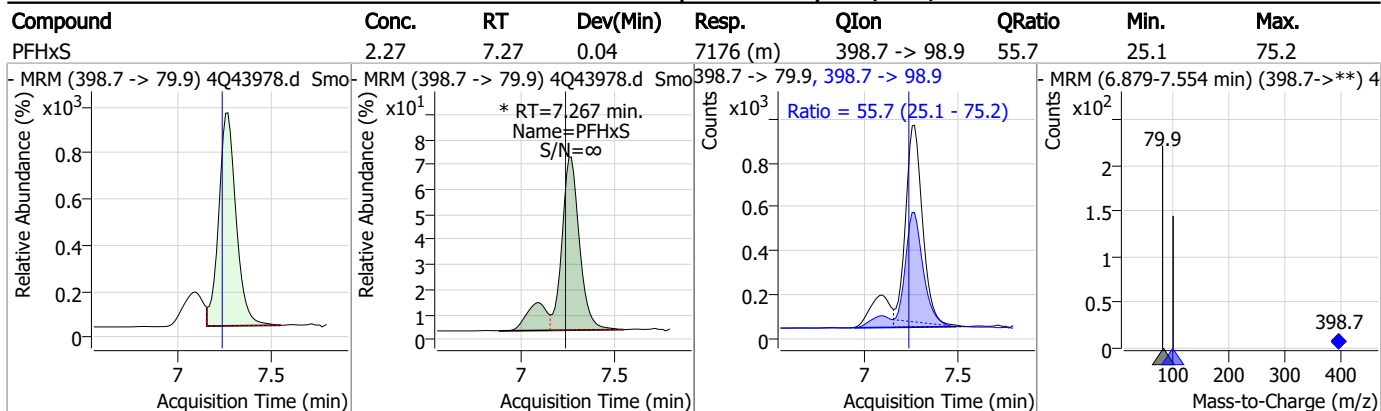 Compound Conc. RT Dev(Min) Resp. QIon QRatio Min. Max.
PFHxS 2.27 7.27 0.04 7176 (m) 398.7 -> 98.9 55.7 25.1 75.2
- MRM (398.7 -> 79.9) 4Q43978.d Smo
Relative Abundance (%)
x10³
0.8
0.6
0.4
0.2
0
7 7.5
Acquisition Time (min)
- MRM (398.7 -> 79.9) 4Q43978.d Smo
Relative Abundance (%)
x10¹
* RT=7.267 min.
Name=PFHxS
S/N=∞
8
7
6
5
4
3
2
1
0
7 7.5
Acquisition Time (min)
398.7 -> 79.9, 398.7 -> 98.9
Counts
x10³
Ratio = 55.7 (25.1 - 75.2)
0.8
0.6
0.4
0.2
0
7 7.5
Acquisition Time (min)
- MRM (6.879-7.554 min) (398.7->**) 4
Counts
x10²
79.9
2
1.5
1
0.5
0
398.7
100 200 300 400
Mass-to-Charge (m/z)